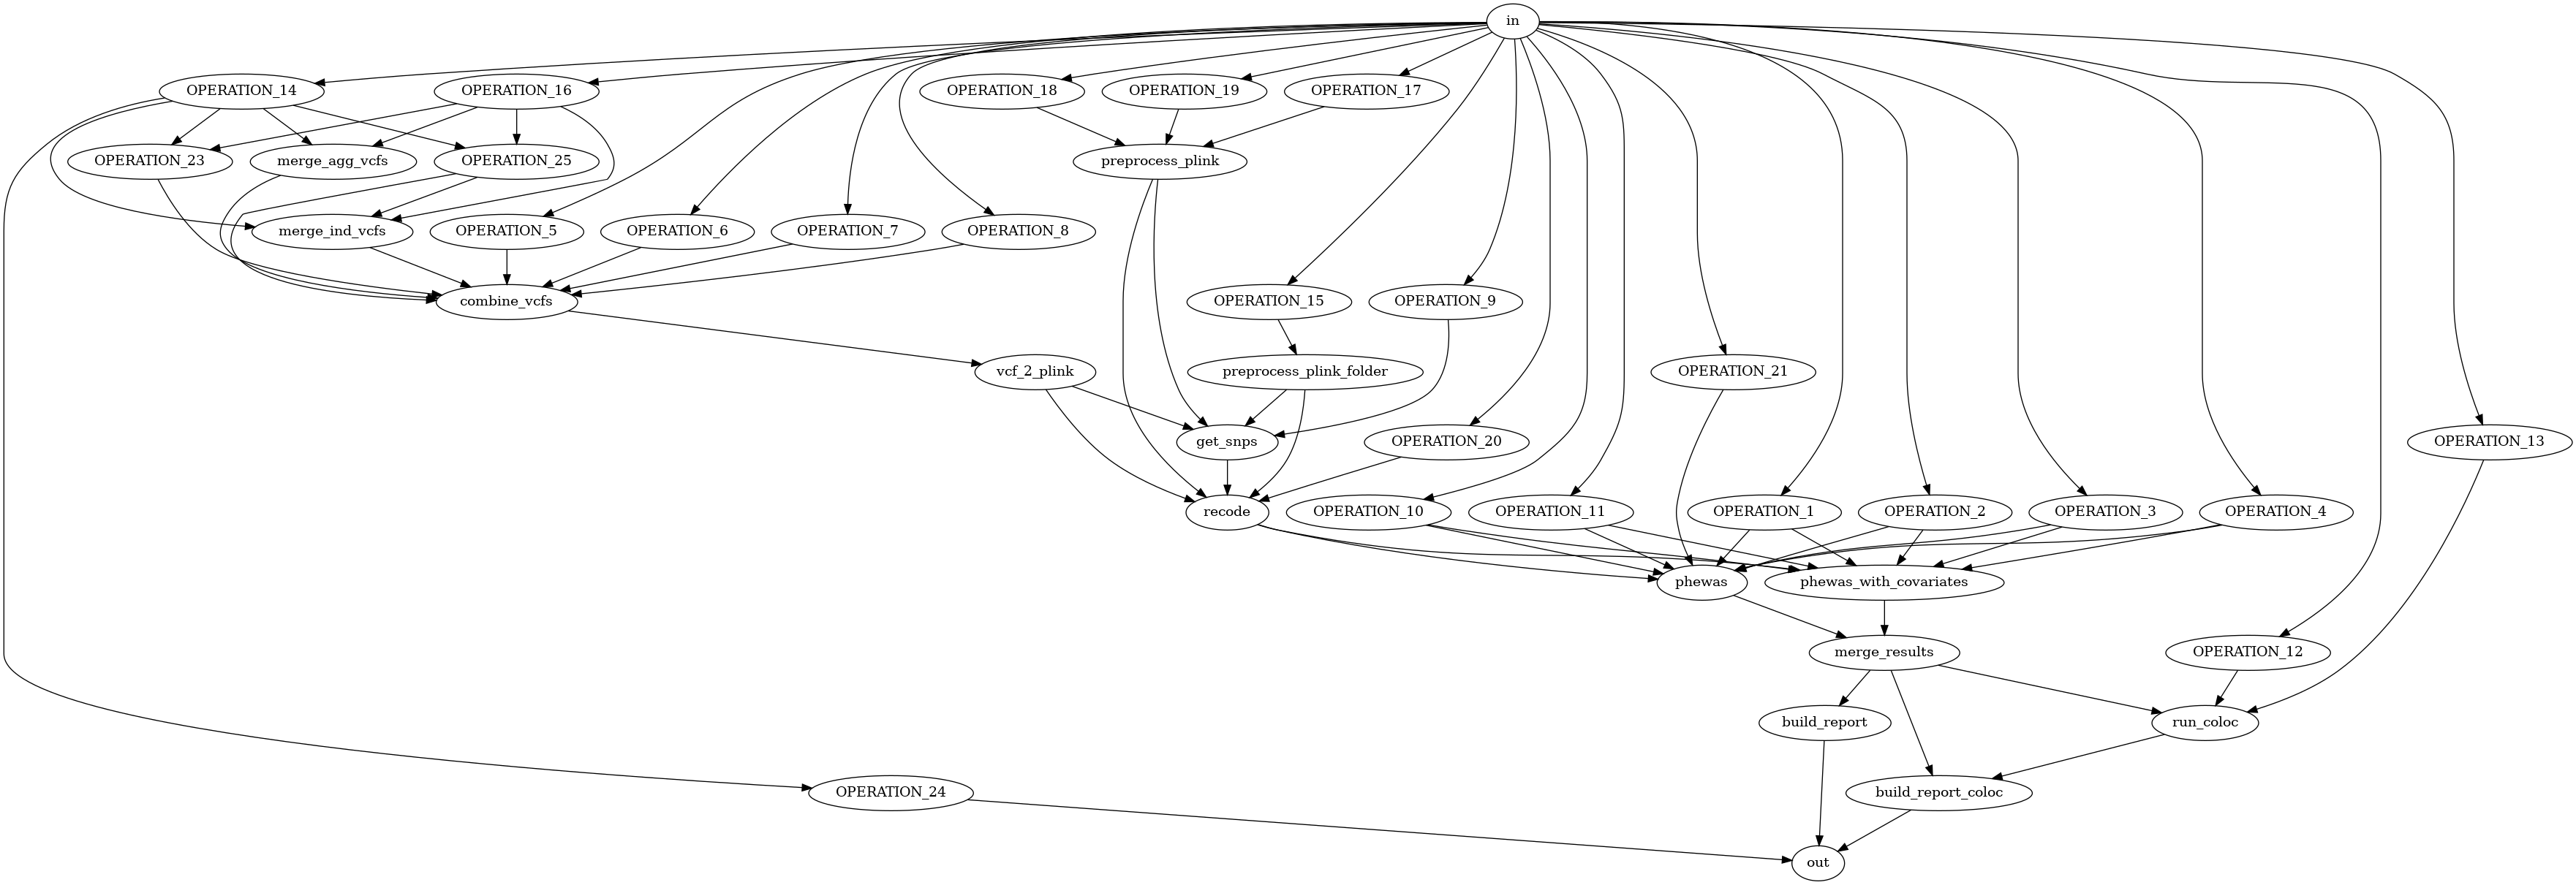 in
OPERATION_14
OPERATION_16
OPERATION_18
OPERATION_19
OPERATION_17
OPERATION_23
merge_agg_vcfs
OPERATION_25
preprocess_plink
merge_ind_vcfs
OPERATION_5
OPERATION_6
OPERATION_7
OPERATION_8
combine_vcfs
OPERATION_15
OPERATION_9
vcf_2_plink
preprocess_plink_folder
OPERATION_21
get_snps
OPERATION_20
OPERATION_13
recode
OPERATION_10
OPERATION_11
OPERATION_1
OPERATION_2
OPERATION_3
OPERATION_4
phewas
phewas_with_covariates
merge_results
OPERATION_12
build_report
run_coloc
OPERATION_24
build_report_coloc
out